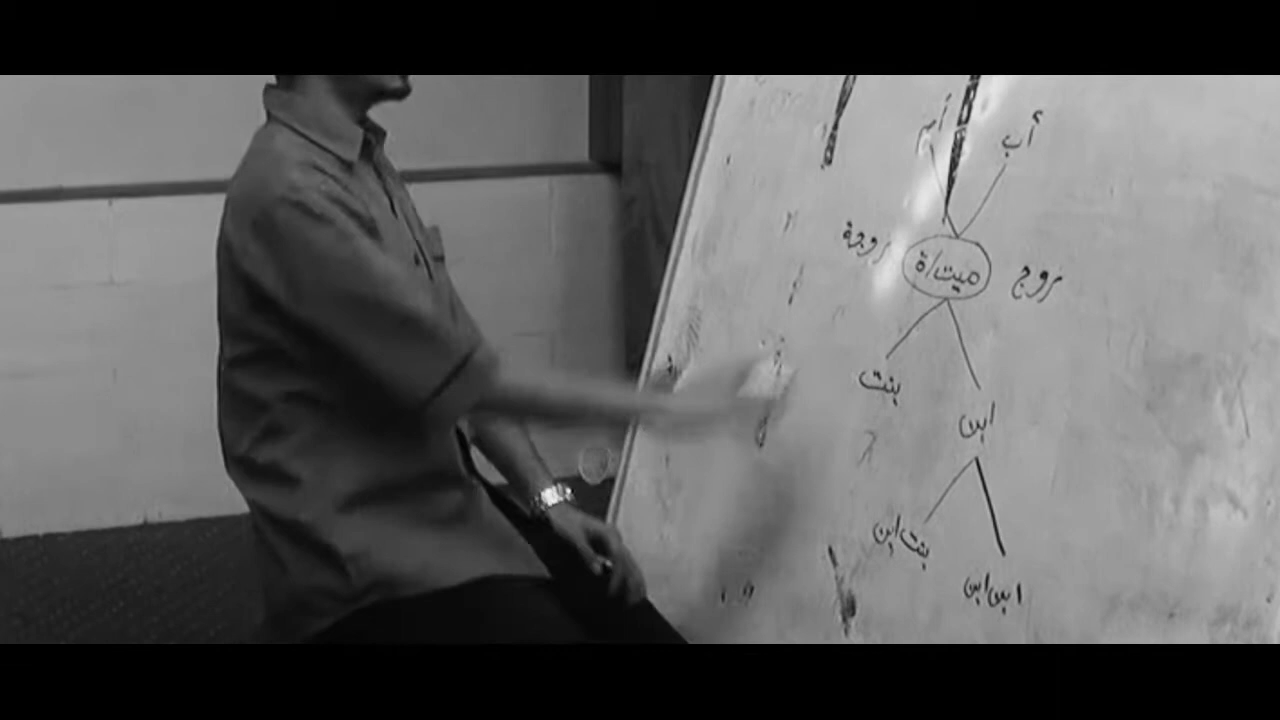 أب أم
زوج ميت/ة زوجة
بنت
ابن
بنت ابن
ابن ابن